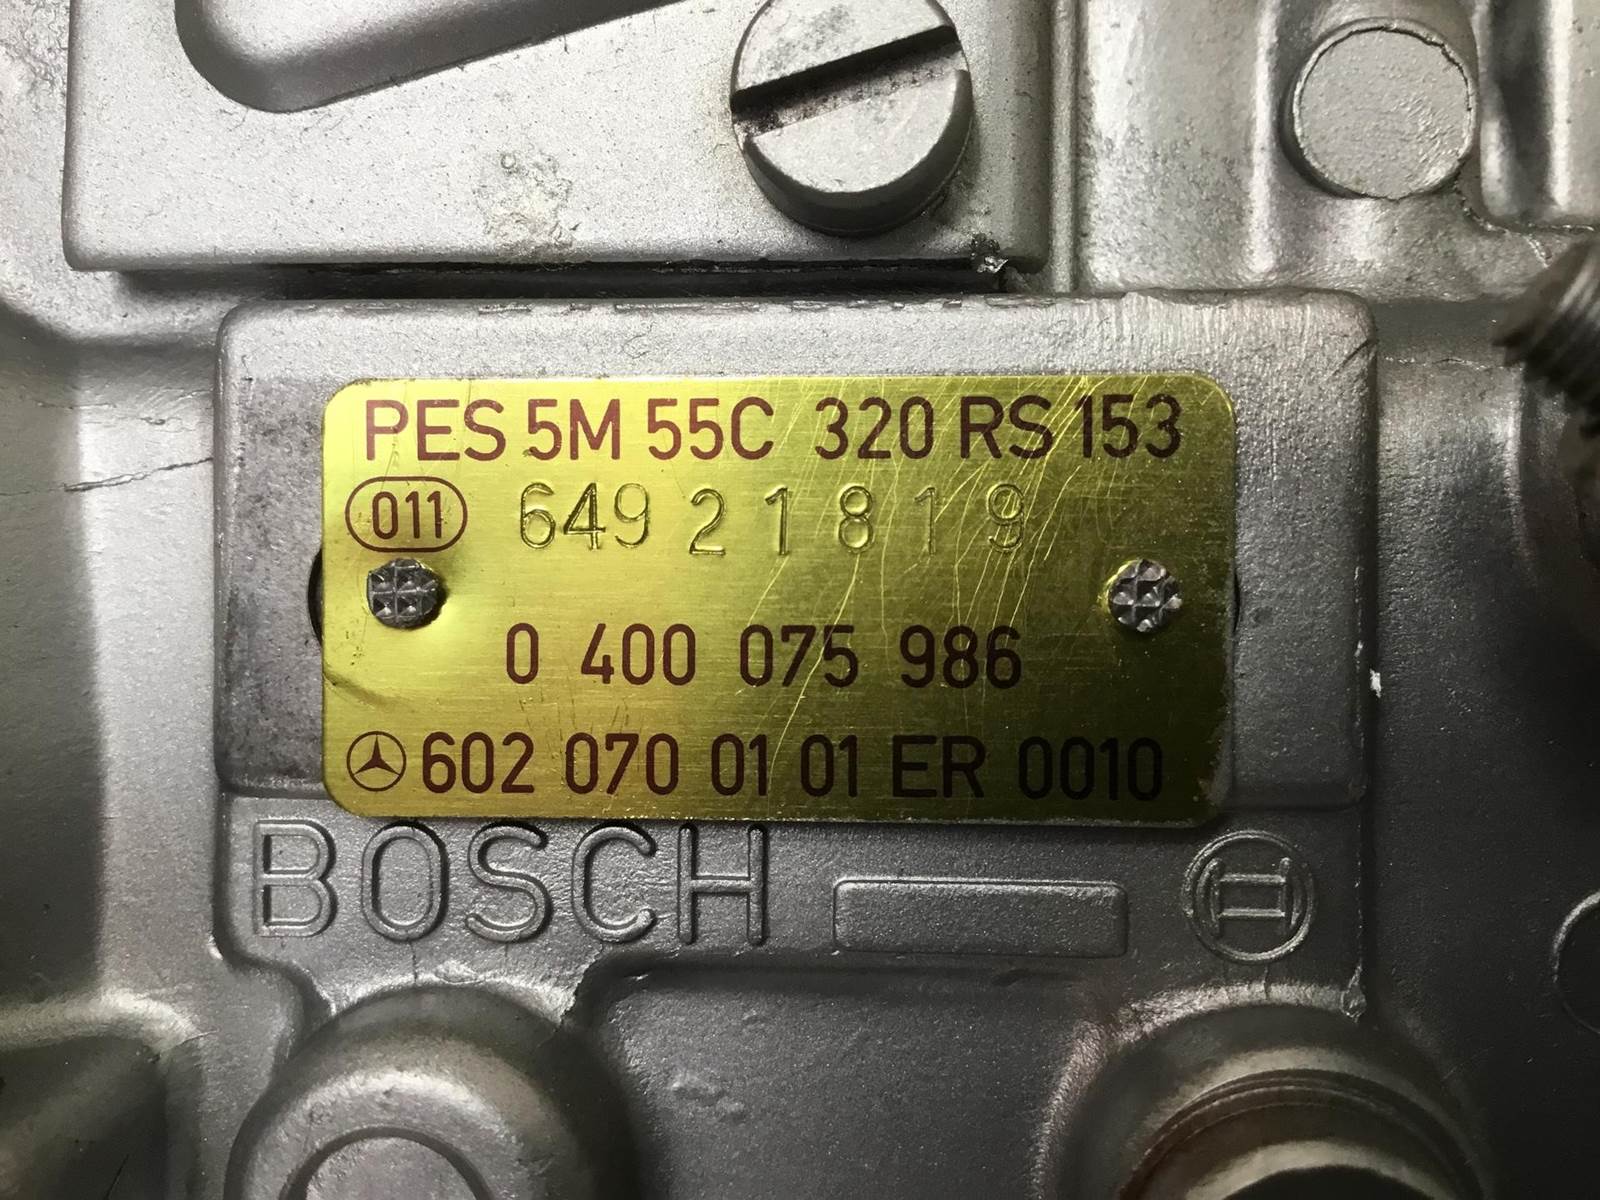 PES 5M 55C 320 RS 153
011 649 2 1 8 1 9
0 400 075 986
602 070 01 01 ER 0010
BOSCH